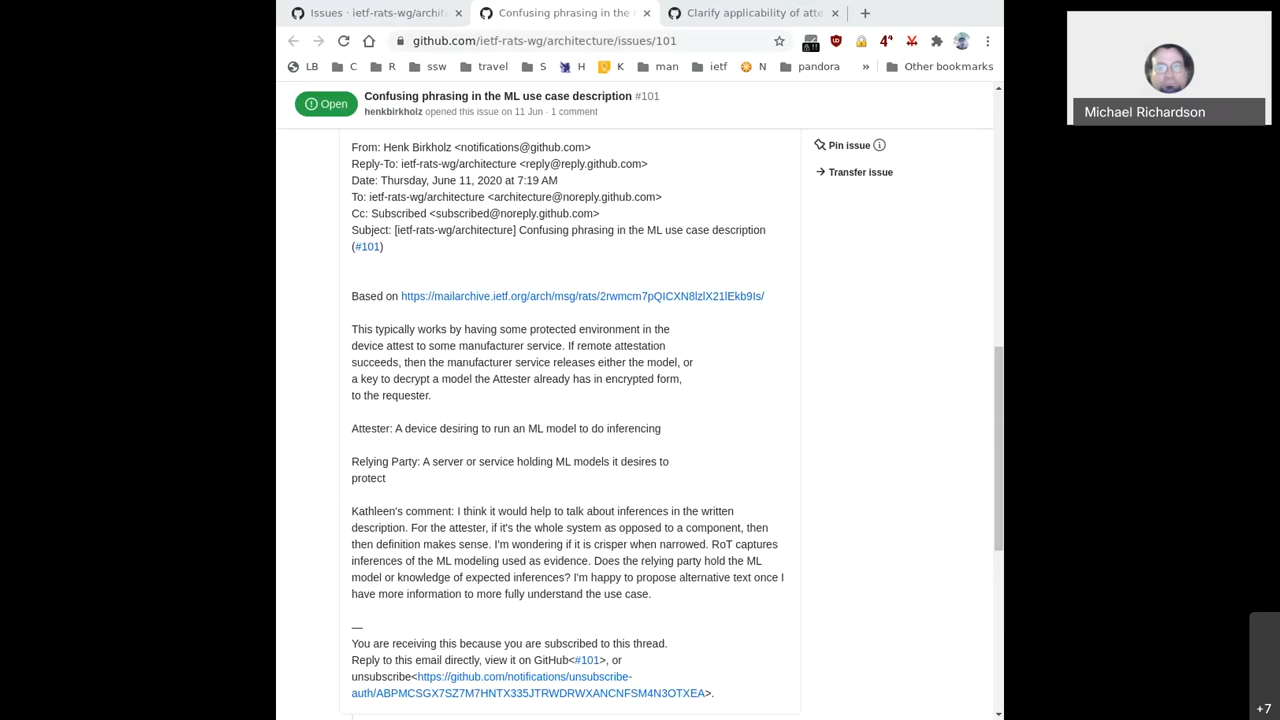 Issues · ietf-rats-wg/archit
Confusing phrasing in the
Clarify applicability of atte
github.com/ietf-rats-wg/architecture/issues/101
LB C R ssw travel S H K man ietf N pandora » Other bookmarks
Open
Confusing phrasing in the ML use case description #101
henkbirkholz opened this issue on 11 Jun · 1 comment
From: Henk Birkholz <notifications@github.com>
Reply-To: ietf-rats-wg/architecture <reply@reply.github.com>
Date: Thursday, June 11, 2020 at 7:19 AM
To: ietf-rats-wg/architecture <architecture@noreply.github.com>
Cc: Subscribed <subscribed@noreply.github.com>
Subject: [ietf-rats-wg/architecture] Confusing phrasing in the ML use case description
(#101)
Based on https://mailarchive.ietf.org/arch/msg/rats/2rwmcm7pQICXN8lzlX21lEkb9Is/
This typically works by having some protected environment in the
device attest to some manufacturer service. If remote attestation
succeeds, then the manufacturer service releases either the model, or
a key to decrypt a model the Attester already has in encrypted form,
to the requester.
Attester: A device desiring to run an ML model to do inferencing
Relying Party: A server or service holding ML models it desires to
protect
Kathleen's comment: I think it would help to talk about inferences in the written
description. For the attester, if it's the whole system as opposed to a component, then
then definition makes sense. I'm wondering if it is crisper when narrowed. RoT captures
inferences of the ML modeling used as evidence. Does the relying party hold the ML
model or knowledge of expected inferences? I'm happy to propose alternative text once I
have more information to more fully understand the use case.
—
You are receiving this because you are subscribed to this thread.
Reply to this email directly, view it on GitHub<#101>, or
unsubscribe<https://github.com/notifications/unsubscribe-
auth/ABPMCSGX7SZ7M7HNTX335JTRWDRWXANCNFSM4N3OTXEA>.
Pin issue
Transfer issue
Michael Richardson
+7